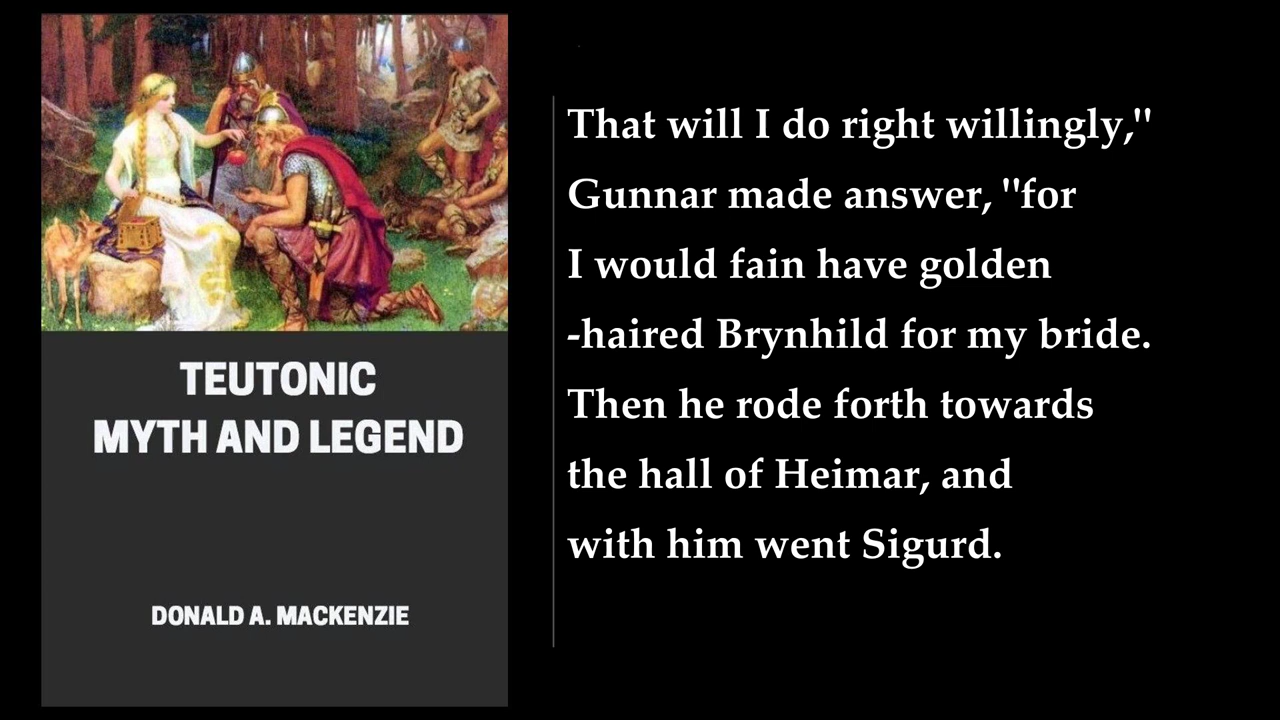 TEUTONIC
MYTH AND LEGEND
DONALD A. MACKENZIE
That will I do right willingly,"
Gunnar made answer, "for
I would fain have golden
-haired Brynhild for my bride.
Then he rode forth towards
the hall of Heimar, and
with him went Sigurd.